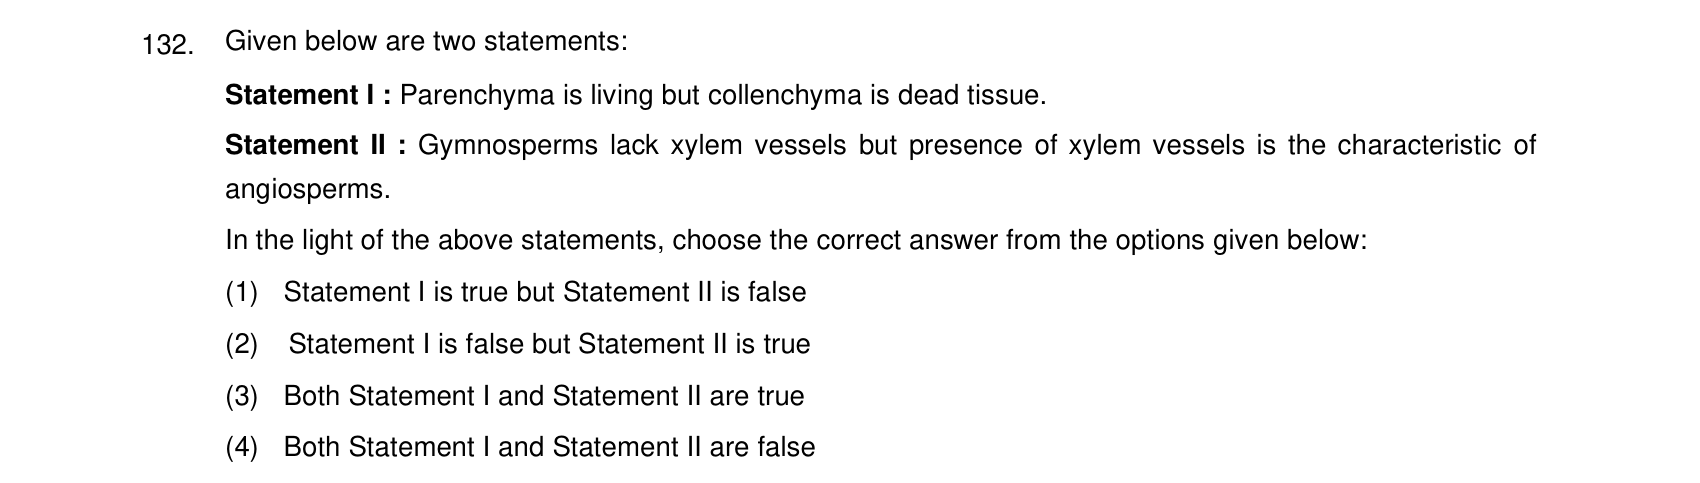 132. Given below are two statements:
Statement I : Parenchyma is living but collenchyma is dead tissue.
Statement II : Gymnosperms lack xylem vessels but presence of xylem vessels is the characteristic of
angiosperms.
In the light of the above statements, choose the correct answer from the options given below:
(1) Statement I is true but Statement II is false
(2) Statement I is false but Statement II is true
(3) Both Statement I and Statement II are true
(4) Both Statement I and Statement II are false